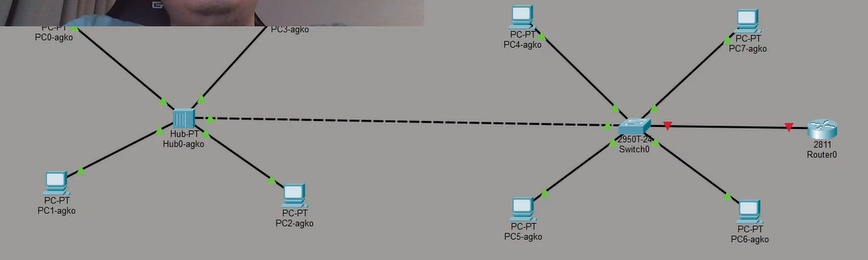 PC-PT
PC0-agko
PC3-agko
PC-PT
PC4-agko
PC-PT
PC7-agko
Hub-PT
Hub0-agko
2950T-24
Switch0
2811
Router0
PC-PT
PC1-agko
PC-PT
PC2-agko
PC-PT
PC5-agko
PC-PT
PC6-agko